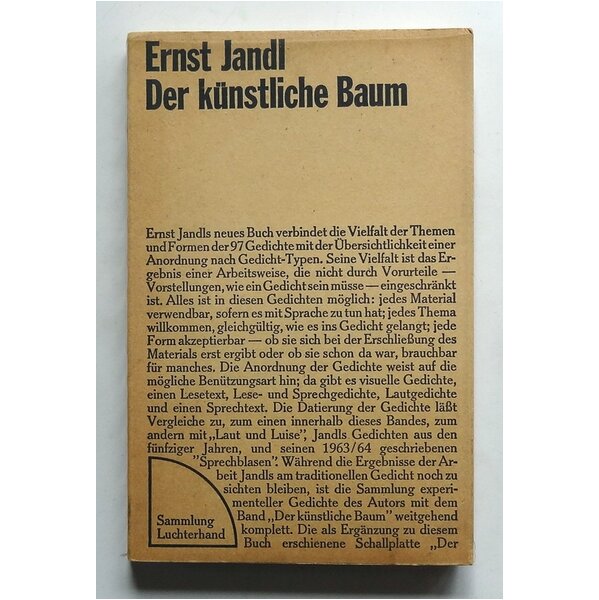 Ernst Jandl
Der künstliche Baum
Ernst Jandls neues Buch verbindet die Vielfalt der Themen
und Formen der 97 Gedichte mit der Übersichtlichkeit einer
Anordnung nach Gedicht-Typen. Seine Vielfalt ist das Er-
gebnis einer Arbeitsweise, die nicht durch Vorurteile —
Vorstellungen, wie ein Gedicht sein müsse — eingeschränkt
ist. Alles ist in diesen Gedichten möglich: jedes Material
verwendbar, sofern es mit Sprache zu tun hat; jedes Thema
willkommen, gleichgültig, wie es ins Gedicht gelangt; jede
Form akzeptierbar — ob sie sich bei der Erschließung des
Materials erst ergibt oder ob sie schon da war, brauchbar
für manches. Die Anordnung der Gedichte weist auf die
mögliche Benützungsart hin; da gibt es visuelle Gedichte,
einen Lesetext, Lese- und Sprechgedichte, Lautgedichte
und einen Sprechtext. Die Datierung der Gedichte läßt
Vergleiche zu, zum einen innerhalb dieses Bandes, zum
andern mit „Laut und Luise”, Jandls Gedichten aus den
fünfziger Jahren, und seinen 1963/64 geschriebenen
”Sprechblasen”. Während die Ergebnisse der Ar-
beit Jandls am traditionellen Gedicht noch zu
sichten bleiben, ist die Sammlung experi-
menteller Gedichte des Autors mit dem
Band „Der künstliche Baum” weitgehend
komplett. Die als Ergänzung zu diesem
Buch erschienene Schallplatte „Der
Sammlung
Luchterhand